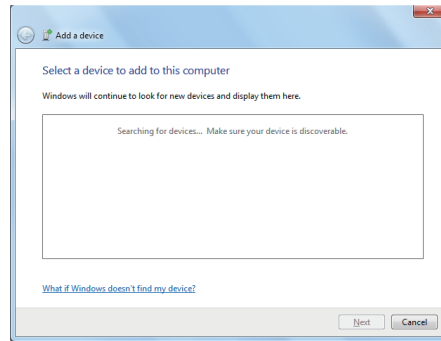 Add a device
Select a device to add to this computer
Windows will continue to look for new devices and display them here.
Searching for devices... Make sure your device is discoverable.
What if Windows doesn't find my device?
Next Cancel